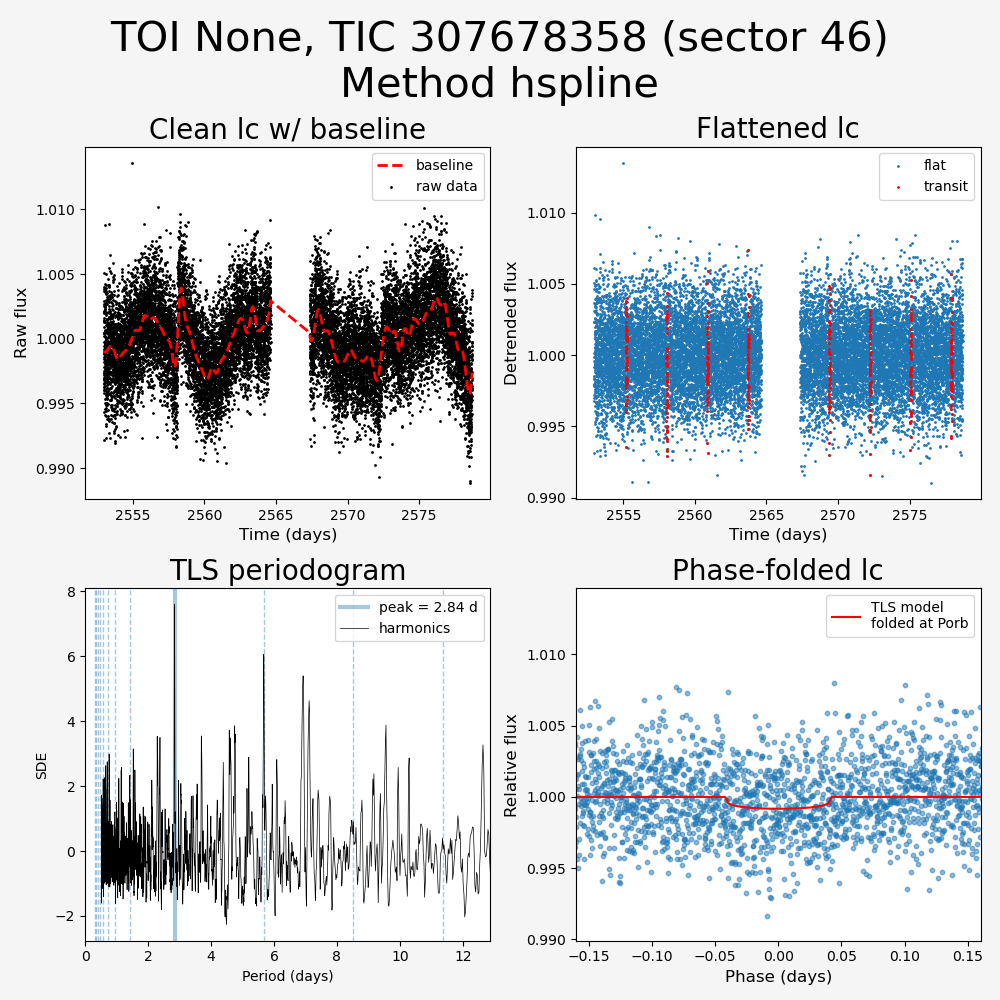 TOI None, TIC 307678358 (sector 46)
Method hspline
Clean lc w/ baseline
baseline
raw data
1.010
1.005
1.000
0.995
0.990
Raw flux
2555
2560
2565
2570
2575
Time (days)
Flattened lc
flat
transit
1.010
1.005
1.000
0.995
0.990
Detrended flux
2555
2560
2565
2570
2575
Time (days)
TLS periodogram
peak = 2.84 d
harmonics
8
6
4
2
0
−2
SDE
0
2
4
6
8
10
12
Period (days)
Phase-folded lc
TLS model
folded at Porb
1.010
1.005
1.000
0.995
0.990
Relative flux
−0.15
−0.10
−0.05
0.00
0.05
0.10
0.15
Phase (days)